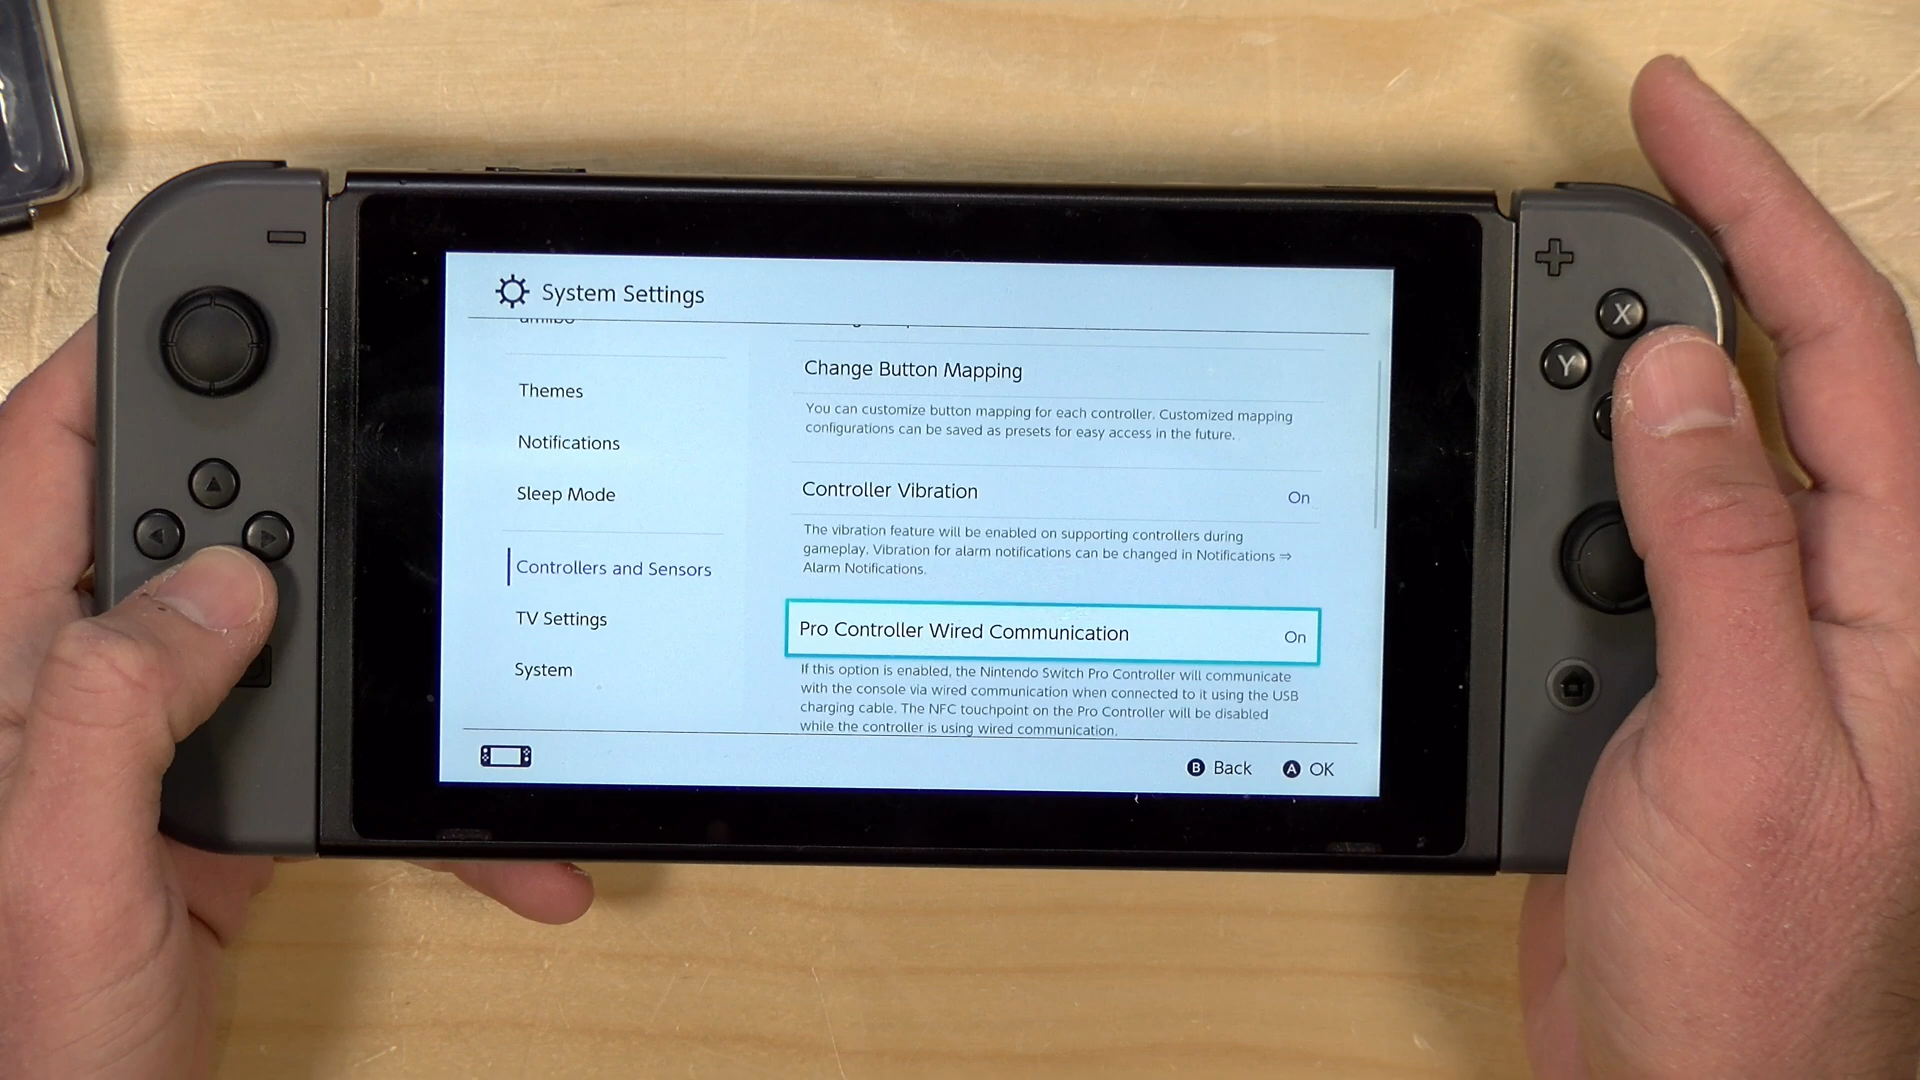 System Settings
amiibo
Themes
Notifications
Sleep Mode
Controllers and Sensors
TV Settings
System
Change Button Mapping
You can customize button mapping for each controller. Customized mapping
configurations can be saved as presets for easy access in the future.
Controller Vibration On
The vibration feature will be enabled on supporting controllers during
gameplay. Vibration for alarm notifications can be changed in Notifications ⇒
Alarm Notifications.
Pro Controller Wired Communication On
If this option is enabled, the Nintendo Switch Pro Controller will communicate
with the console via wired communication when connected to it using the USB
charging cable. The NFC touchpoint on the Pro Controller will be disabled
while the controller is using wired communication.
B Back A OK
X
Y